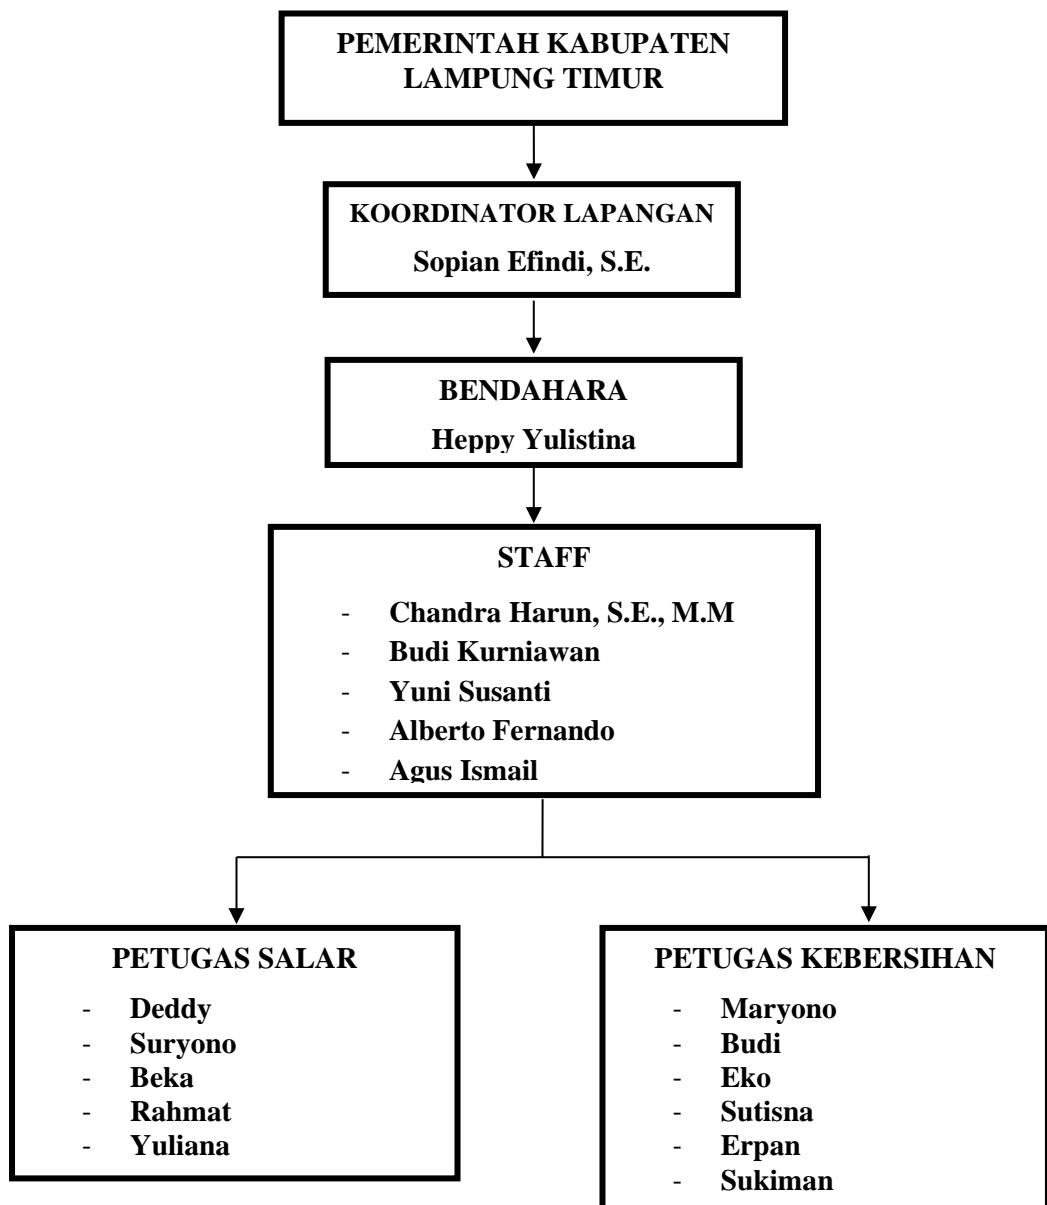 PEMERINTAH KABUPATEN
LAMPUNG TIMUR
KOORDINATOR LAPANGAN
Sopian Efindi, S.E.
BENDAHARA
Heppy Yulistina
STAFF
- Chandra Harun, S.E., M.M
- Budi Kurniawan
- Yuni Susanti
- Alberto Fernando
- Agus Ismail
PETUGAS SALAR
- Deddy
- Suryono
- Beka
- Rahmat
- Yuliana
PETUGAS KEBERSIHAN
- Maryono
- Budi
- Eko
- Sutisna
- Erpan
- Sukiman